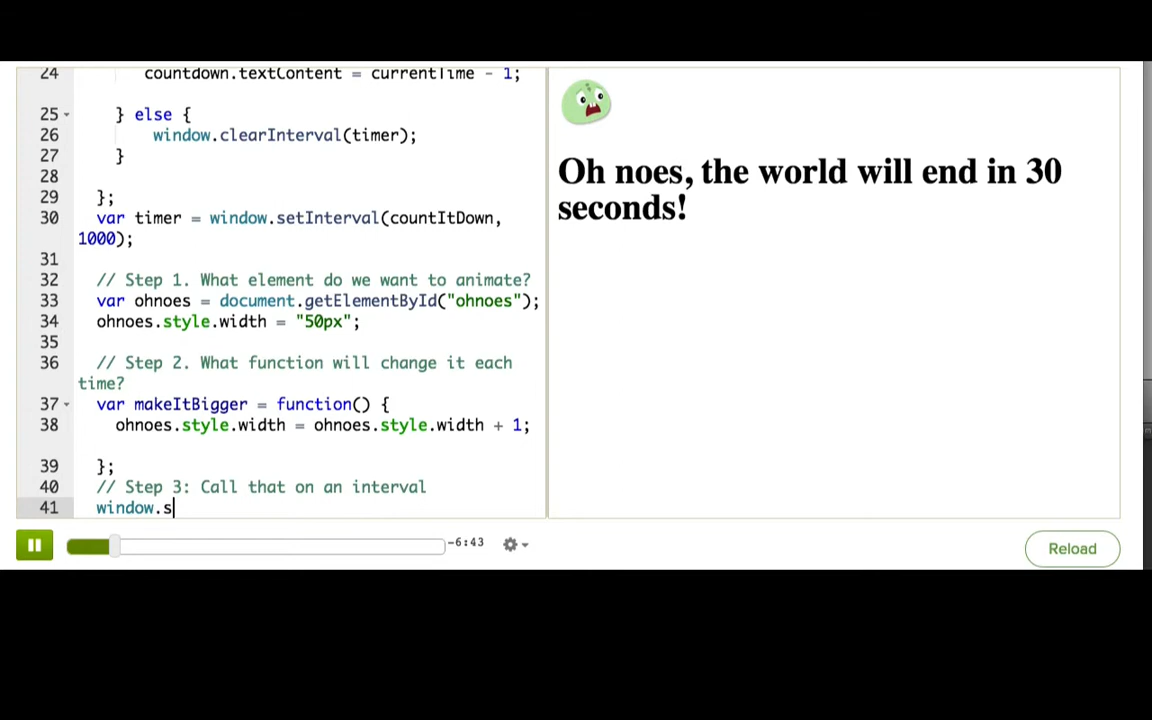 24 countdown.textContent = currentTime - 1;
25 } else {
26 window.clearInterval(timer);
27 }
28
29 };
30 var timer = window.setInterval(countItDown,
1000);
31
32 // Step 1. What element do we want to animate?
33 var ohnoes = document.getElementById("ohnoes");
34 ohnoes.style.width = "50px";
35
36 // Step 2. What function will change it each
time?
37 var makeItBigger = function() {
38 ohnoes.style.width = ohnoes.style.width + 1;
39 };
40 // Step 3: Call that on an interval
41 window.s
Oh noes, the world will end in 30
seconds!
-6:43
Reload